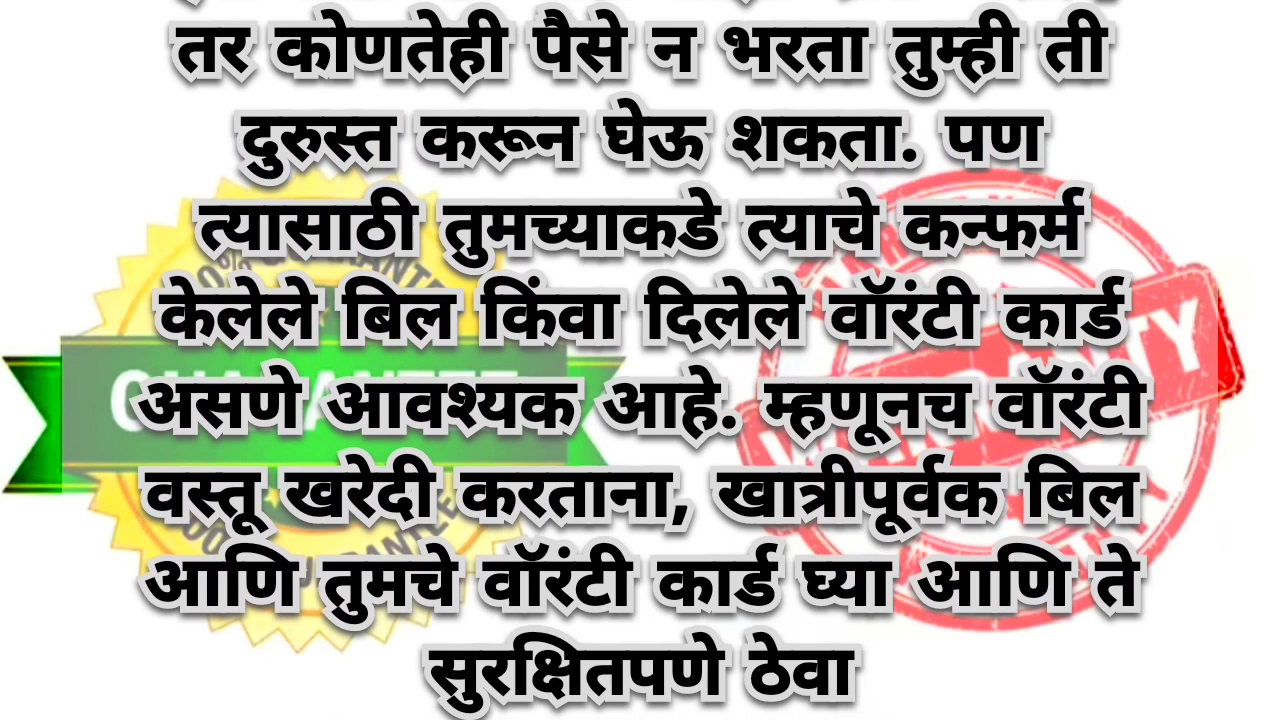 तर कोणतेही पैसे न भरता तुम्ही ती
दुरुस्त करून घेऊ शकता. पण
त्यासाठी तुमच्याकडे त्याचे कन्फर्म
केलेले बिल किंवा दिलेले वॉरंटी कार्ड
असणे आवश्यक आहे. म्हणूनच वॉरंटी
वस्तू खरेदी करताना, खात्रीपूर्वक बिल
आणि तुमचे वॉरंटी कार्ड घ्या आणि ते
सुरक्षितपणे ठेवा